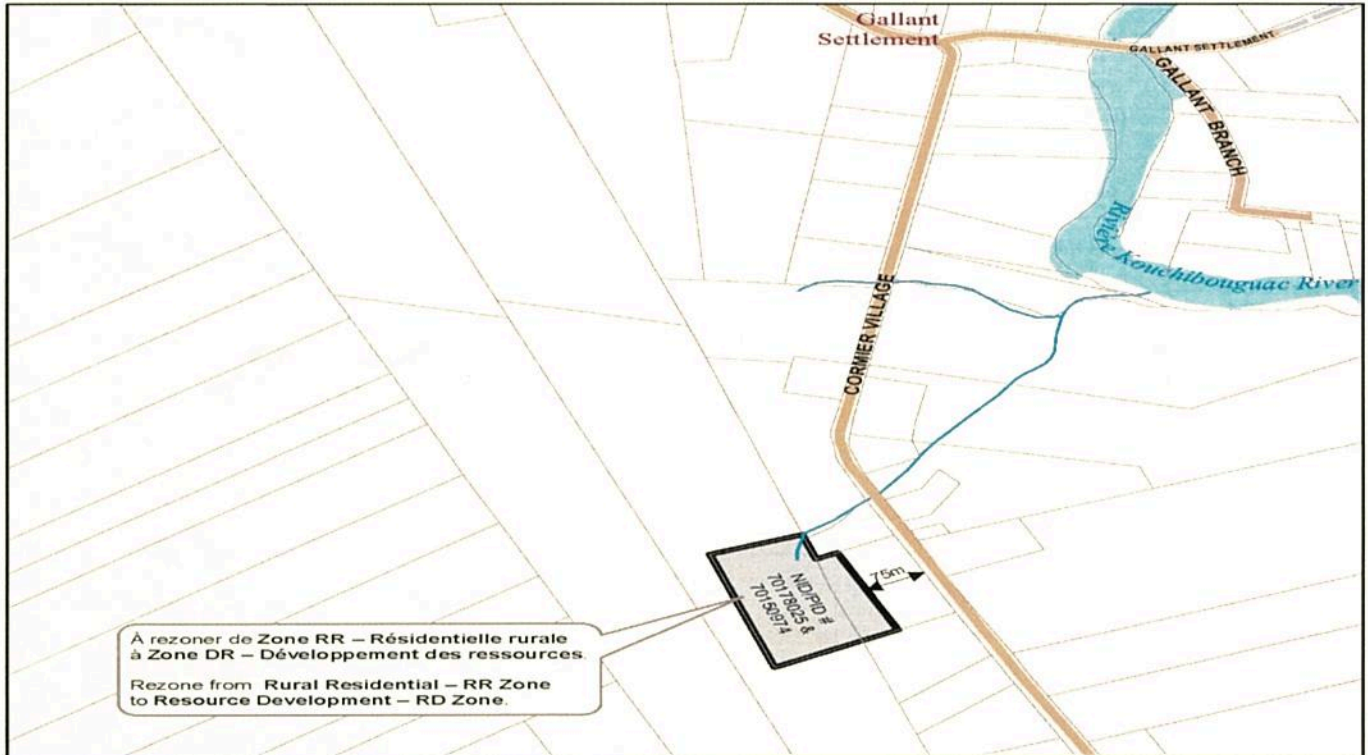 Gallant
Settlement
GALLANT SETTLEMENT
GALLANT BRANCH
Rivière Kouchibouguac River
CORMIER VILLAGE
75m
NID/PID #
70178025 &
70150974
À rezoner de Zone RR – Résidentielle rurale
à Zone DR – Développement des ressources.
Rezone from Rural Residential – RR Zone
to Resource Development – RD Zone.